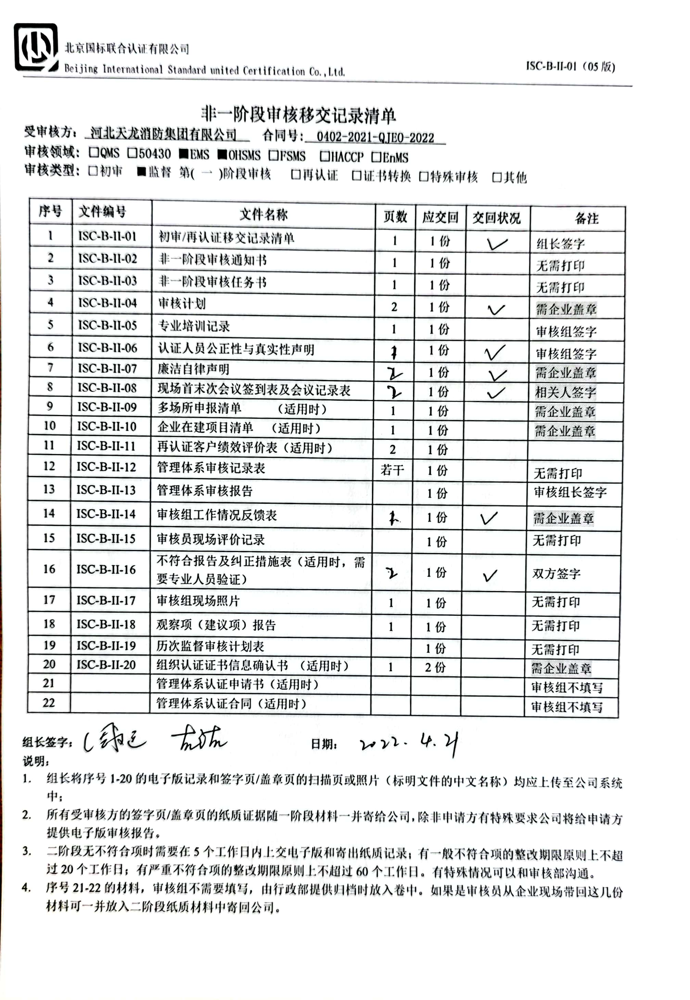 北京国标联合认证有限公司
Beijing International Standard united Certification Co.,Ltd.
ISC-B-II-01（05 版）
非一阶段审核移交记录清单
受审核方： 河北天龙消防集团有限公司 合同号： 0402-2021-QJEO-2022
审核领域：□QMS □50430 ■EMS ■OHSMS □FSMS □HACCP □EnMS
审核类型：□初审 ■监督 第( 一 )阶段审核 □再认证 □证书转换 □特殊审核 □其他
序号 文件编号 文件名称 页数 应交回 交回状况 备注
1 ISC-B-II-01 初审/再认证移交记录清单 1 1 份 ✓ 组长签字
2 ISC-B-II-02 非一阶段审核通知书 1 1 份 无需打印
3 ISC-B-II-03 非一阶段审核任务书 1 1 份 无需打印
4 ISC-B-II-04 审核计划 2 1 份 ✓ 需企业盖章
5 ISC-B-II-05 专业培训记录 1 1 份 审核组签字
6 ISC-B-II-06 认证人员公正性与真实性声明 1 1 份 ✓ 审核组签字
7 ISC-B-II-07 廉洁自律声明 2 1 份 ✓ 需企业盖章
8 ISC-B-II-08 现场首末次会议签到表及会议记录表 2 1 份 ✓ 相关人签字
9 ISC-B-II-09 多场所申报清单 （适用时） 1 1 份 需企业盖章
10 ISC-B-II-10 企业在建项目清单 （适用时） 1 1 份 需企业盖章
11 ISC-B-II-11 再认证客户绩效评价表（适用时） 2 1 份
12 ISC-B-II-12 管理体系审核记录表 若干 1 份 无需打印
13 ISC-B-II-13 管理体系审核报告 1 份 审核组长签字
14 ISC-B-II-14 审核组工作情况反馈表 1 1 份 ✓ 需企业盖章
15 ISC-B-II-15 审核员现场评价记录 1 份 无需打印
16 ISC-B-II-16 不符合报告及纠正措施表（适用时，需
要专业人员验证） 2 1 份 ✓ 双方签字
17 ISC-B-II-17 审核组现场照片 1 1 份 无需打印
18 ISC-B-II-18 观察项（建议项）报告 1 1 份 无需打印
19 ISC-B-II-19 历次监督审核计划表 1 份 无需打印
20 ISC-B-II-20 组织认证证书信息确认书 （适用时） 1 2 份 需企业盖章
21 管理体系认证申请书（适用时） 审核组不填写
22 管理体系认证合同（适用时） 审核组不填写
组长签字： 日期： 2022. 4. 21
说明：
1. 组长将序号 1-20 的电子版记录和签字页/盖章页的扫描页或照片（标明文件的中文名称）均应上传至公司系统
中；
2. 所有受审核方的签字页/盖章页的纸质证据随一阶段材料一并寄给公司，除非申请方有特殊要求公司将给申请方
提供电子版审核报告。
3. 二阶段无不符合项时需要在 5 个工作日内上交电子版和寄出纸质记录；有一般不符合项的整改期限原则上不超
过 20 个工作日；有严重不符合项的整改期限原则上不超过 60 个工作日。有特殊情况可以和审核部沟通。
4. 序号 21-22 的材料，审核组不需要填写，由行政部提供归档时放入卷中。如果是审核员从企业现场带回这几份
材料可一并放入二阶段纸质材料中寄回公司。